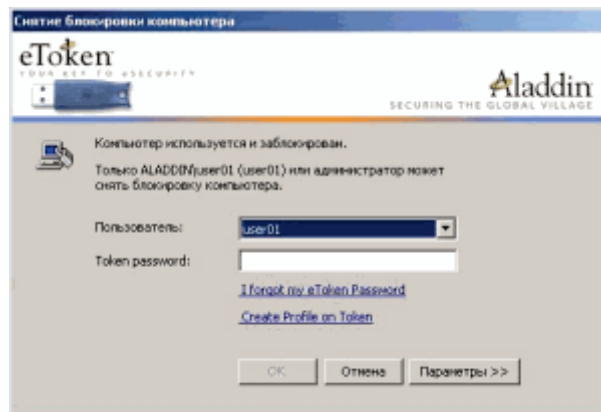 Снятие блокировки компьютера
eToken
YOUR KEY TO eSECURITY
Aladdin
SECURING THE GLOBAL VILLAGE
Компьютер используется и заблокирован.
Только ALADDIN\user01 (user01) или администратор может
снять блокировку компьютера.
Пользователь: user01
Token password:
I forgot my eToken Password
Create Profile on Token
OK Отмена Параметры >>